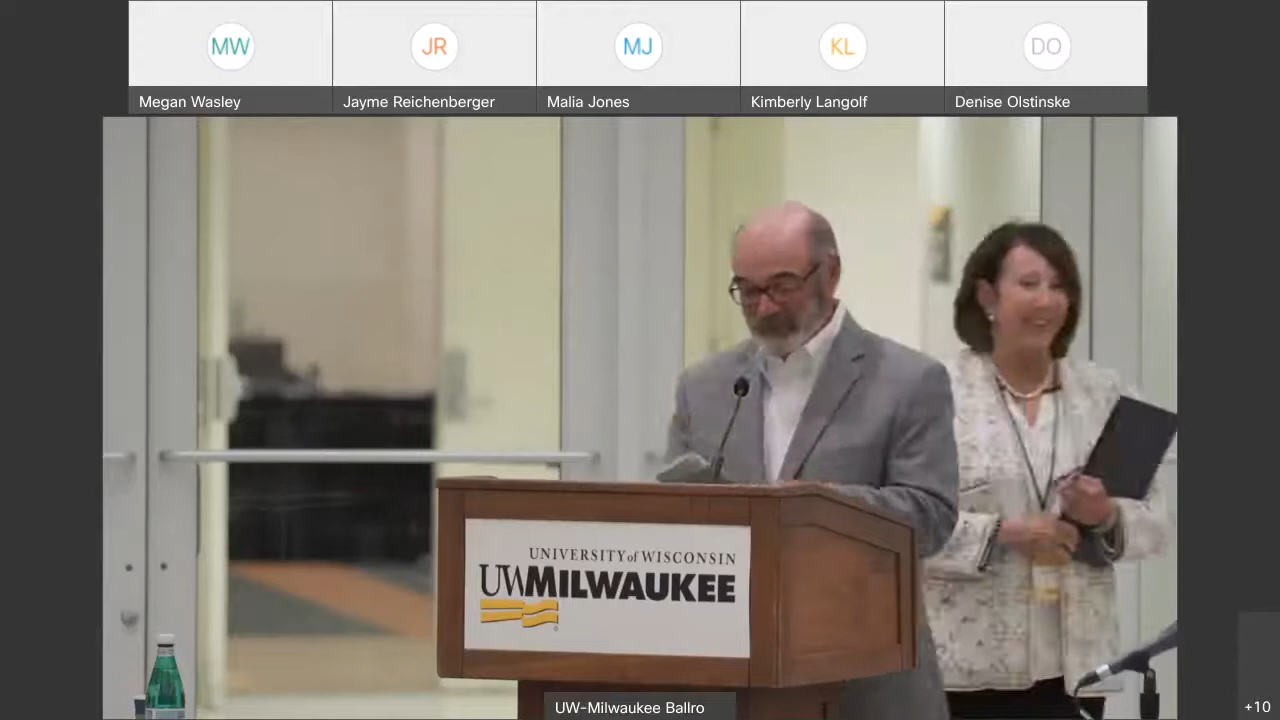 MW
JR
MJ
KL
DO
Megan Wasley
Jayme Reichenberger
Malia Jones
Kimberly Langolf
Denise Olstinske
UNIVERSITY of WISCONSIN
UWMILWAUKEE
UW-Milwaukee Ballro
+10